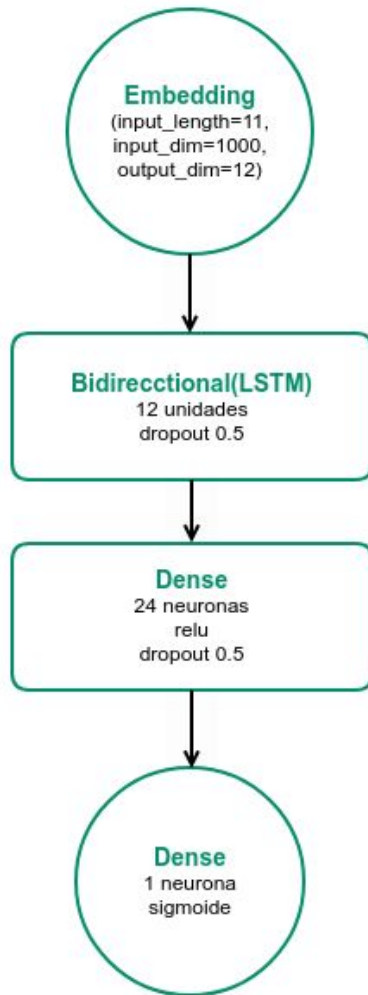 Embedding
(input_length=11,
input_dim=1000,
output_dim=12)
Bidirecctional(LSTM)
12 unidades
dropout 0.5
Dense
24 neuronas
relu
dropout 0.5
Dense
1 neurona
sigmoide